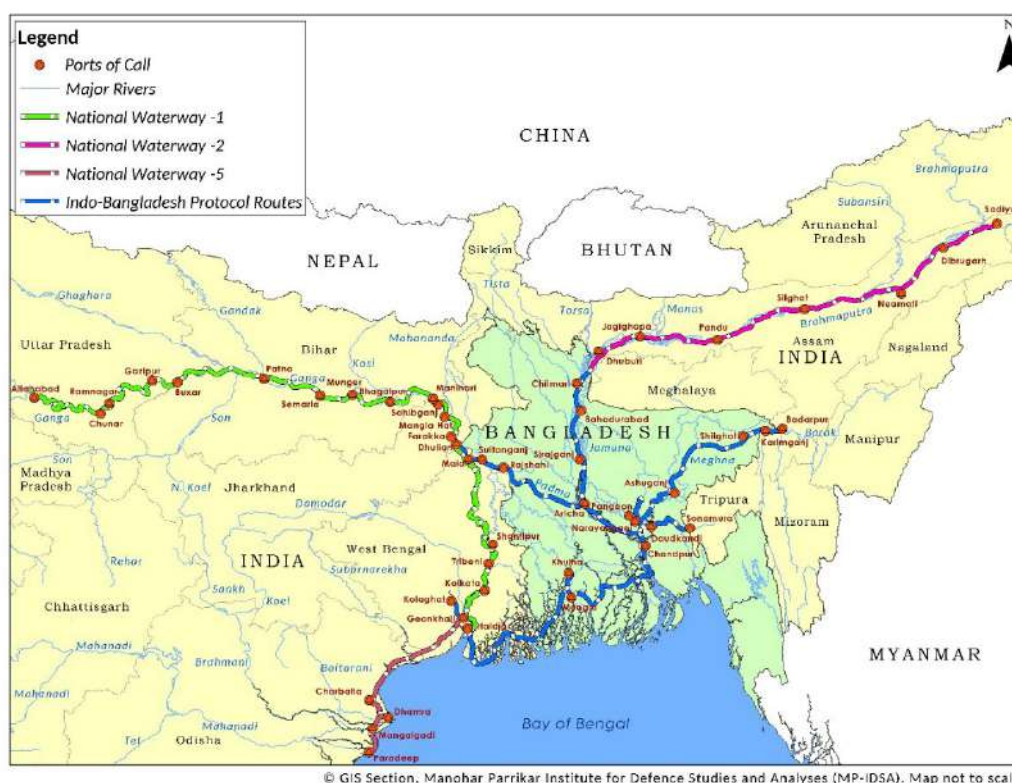 Legend
Ports of Call
Major Rivers
National Waterway -1
National Waterway -2
National Waterway -5
Indo-Bangladesh Protocol Routes
N
CHINA
NEPAL
BHUTAN
Sikkim
Tista
Torsa
Manas
Subansiri
Brahmaputra
Arunanchal
Pradesh
Sadiya
Dibrugarh
Neamati
Silghat
Brahmaputra
Assam
INDIA
Nagaland
Pandu
Jogighopa
Dhuburi
Meghalaya
Ghaghara
Gandak
Mahananda
Uttar Pradesh
Bihar
Kosi
Allahabad
Ramnagar
Garipur
Buxar
Patna
Ganga
Munger
Bhagalpur
Manihari
Semaria
Sahibganj
Mangla Hat
Farakka
Dhulian
Maia
Ganga
Chunar
Son
Son
Madhya
Pradesh
N. Koel
Jharkhand
Damodar
Chilmari
Bahadurabad
BANGLADESH
Sirajganj
Jamuna
Sultanganj
Rajshahi
Padma
Aricha
Pangaon
Narayanganj
Ashuganj
Shilghat
Meghna
Badarpur
Karimganj
Barak
Manipur
Tripura
Sonamura
Mizoram
Daudkandi
Chandpur
INDIA
West Bengal
Subarnarekha
Shantipur
Tribeni
Kolkata
Kolaghat
Geonkhali
Haldia
Khulna
Mongla
Rehar
Sankh
Koel
Chhattisgarh
Mahanadi
Brahmani
Baitarani
Mahanadi
Mahanadi
Tel
Odisha
Charbatia
Dhamra
Mangalgadi
Paradeep
Bay of Bengal
MYANMAR
© GIS Section, Manohar Parrikar Institute for Defence Studies and Analyses (MP-IDSA). Map not to scal